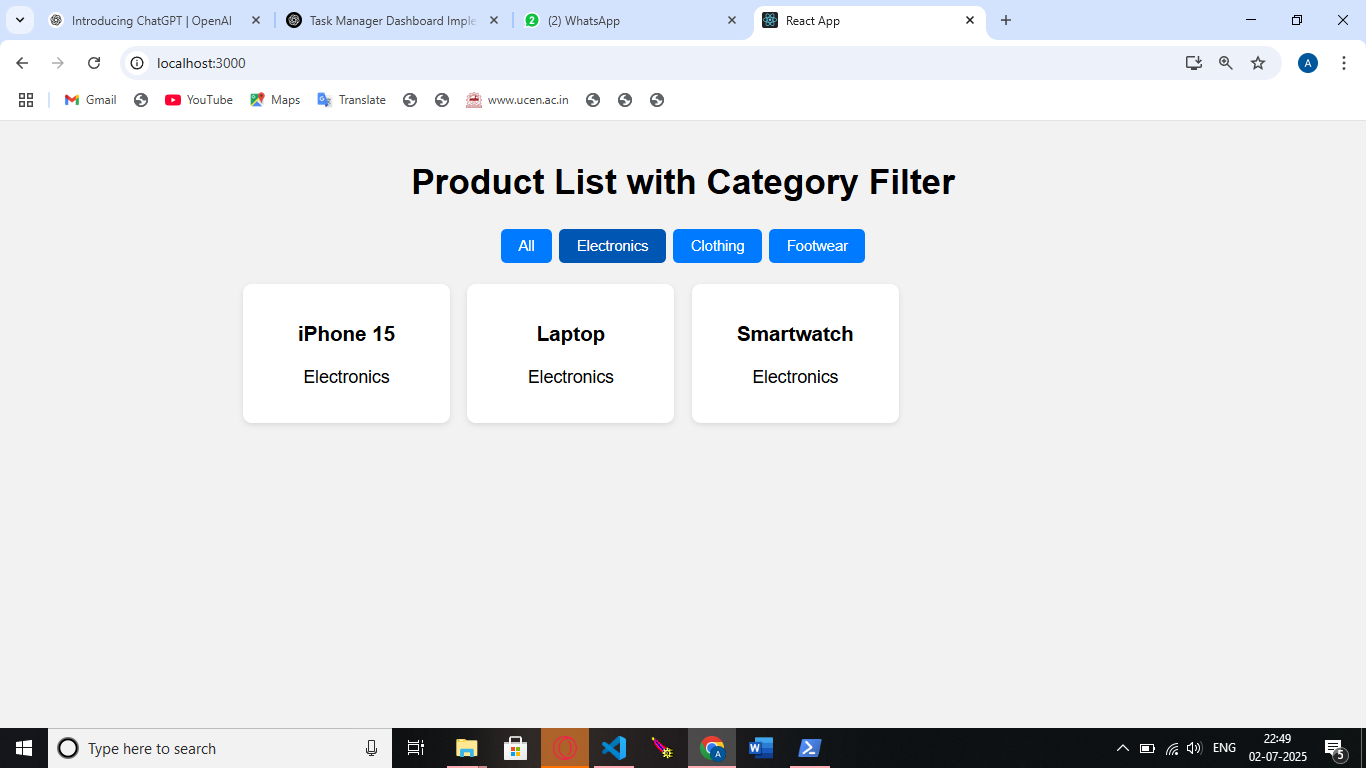 Introducing ChatGPT | OpenAI
Task Manager Dashboard Imple
2
(2) WhatsApp
React App
localhost:3000
A
Gmail
YouTube
Maps
Translate
www.ucen.ac.in
Product List with Category Filter
All
Electronics
Clothing
Footwear
iPhone 15
Electronics
Laptop
Electronics
Smartwatch
Electronics
Type here to search
A
W
ENG
22:49
02-07-2025
5